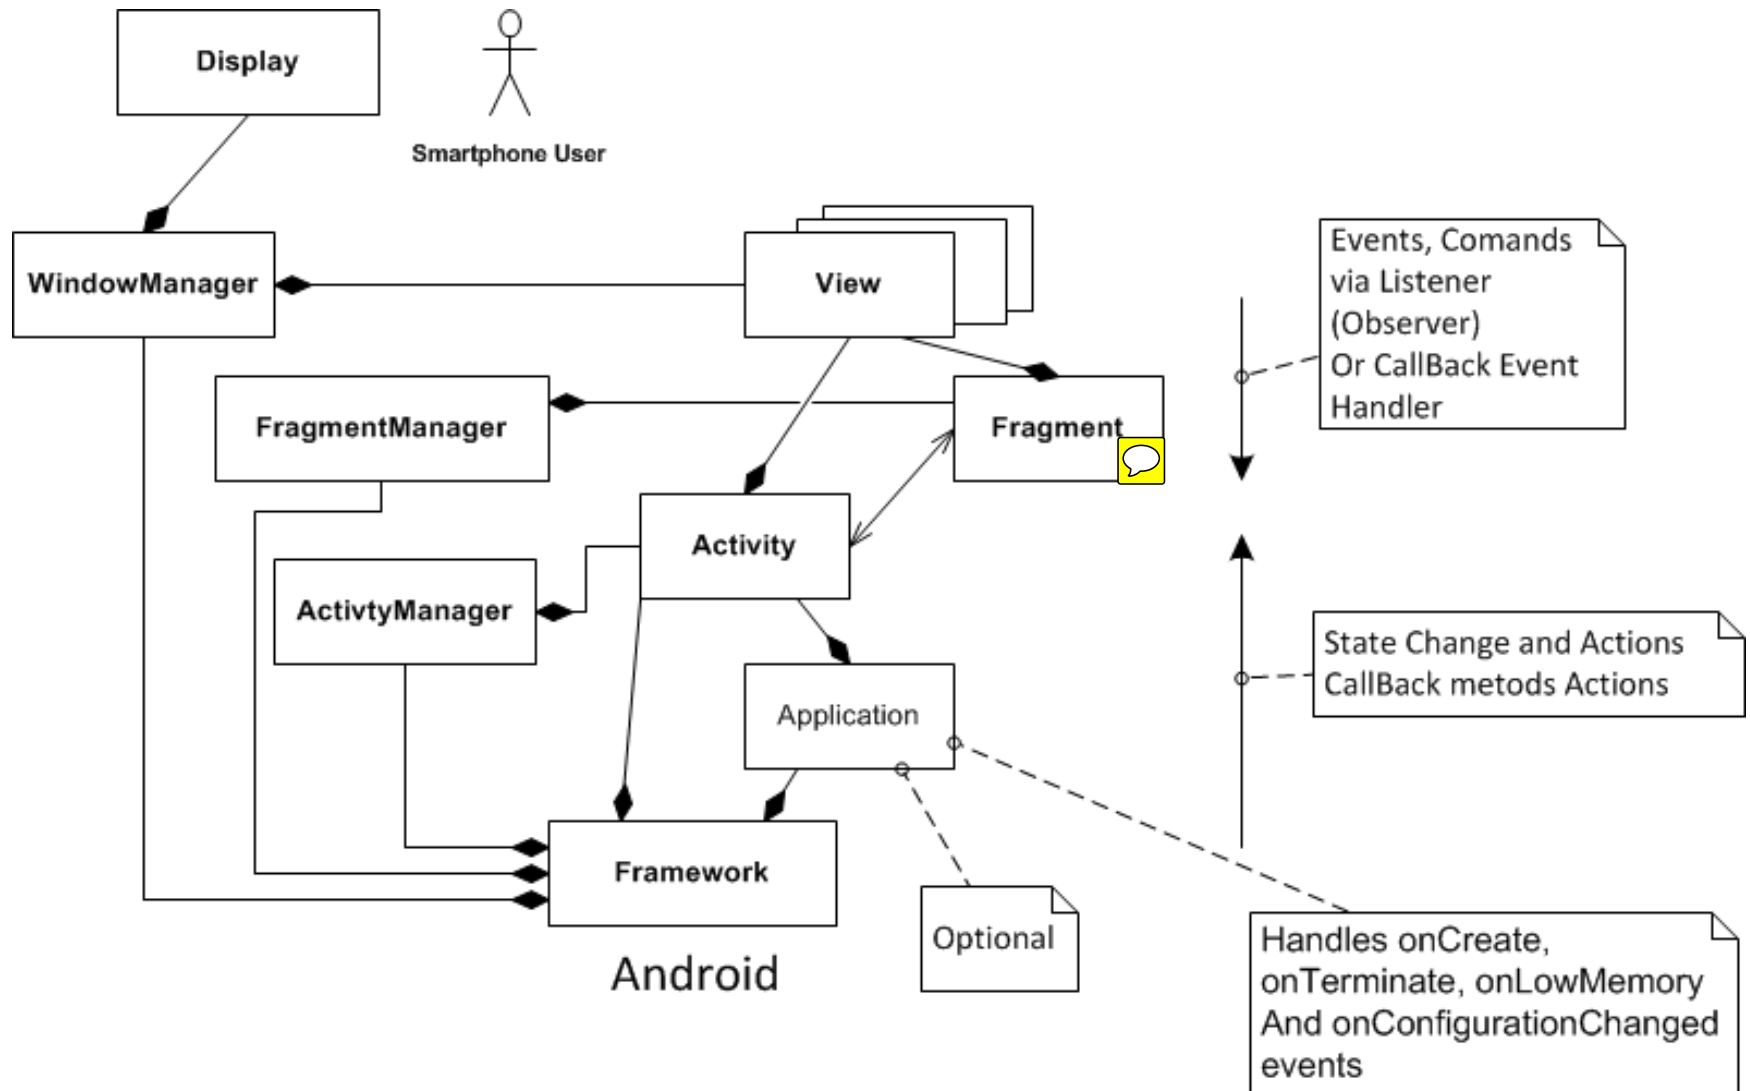 Display
Smartphone User
WindowManager
View
Events, Comands
via Listener
(Observer)
Or CallBack Event
Handler
FragmentManager
Fragment
Activity
ActivtyManager
State Change and Actions
CallBack metods Actions
Application
Framework
Optional
Android
Handles onCreate,
onTerminate, onLowMemory
And onConfigurationChanged
events